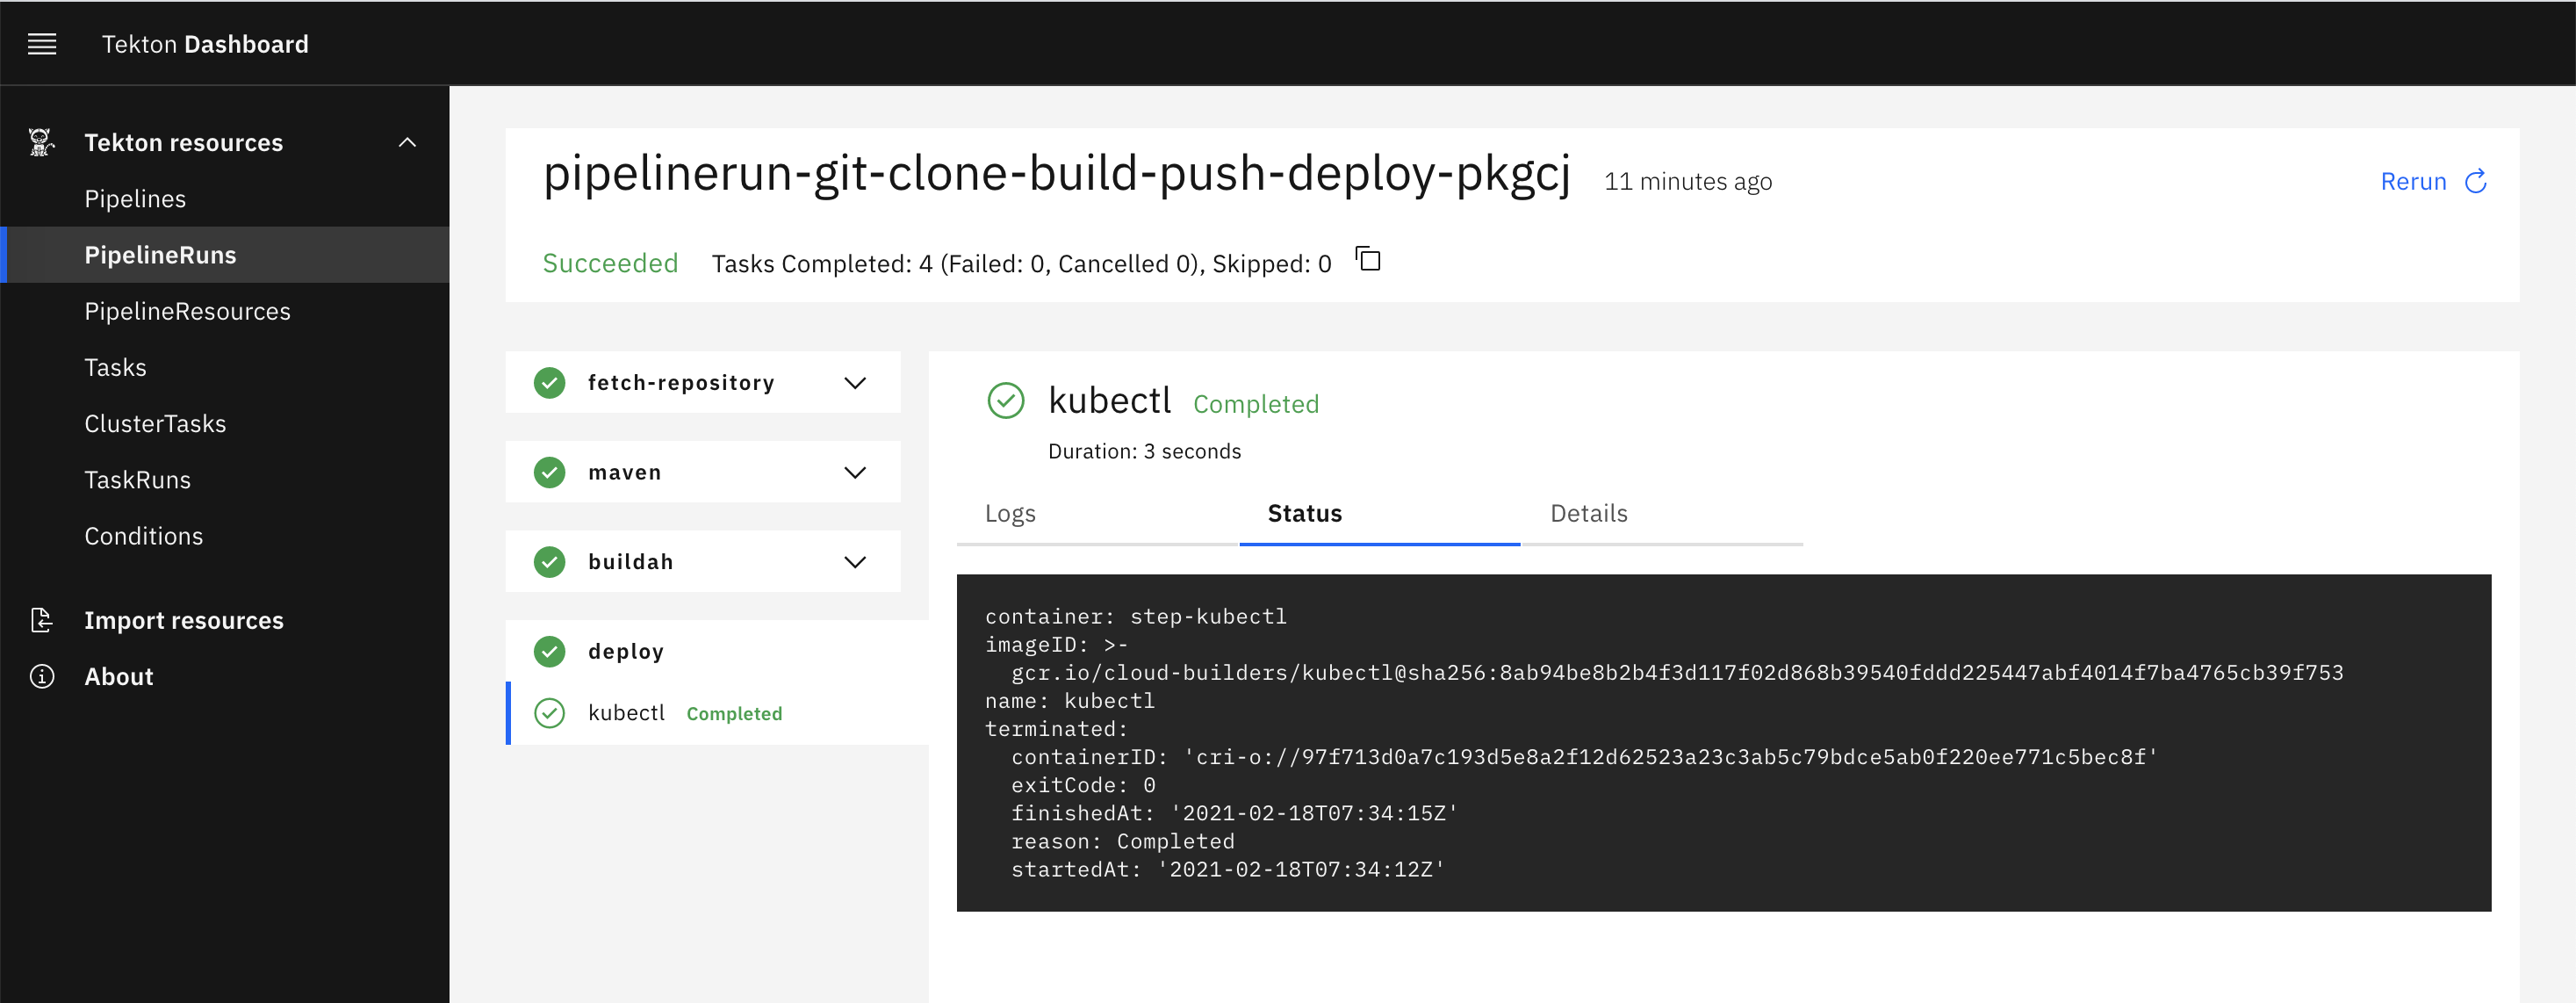 Tekton Dashboard
Tekton resources
Pipelines
PipelineRuns
PipelineResources
Tasks
ClusterTasks
TaskRuns
Conditions
Import resources
About
pipelinerun-git-clone-build-push-deploy-pkgcj 11 minutes ago
Rerun
Succeeded Tasks Completed: 4 (Failed: 0, Cancelled 0), Skipped: 0
fetch-repository
maven
buildah
deploy
kubectl Completed
kubectl Completed
Duration: 3 seconds
Logs Status Details
container: step-kubectl
imageID: >-
gcr.io/cloud-builders/kubectl@sha256:8ab94be8b2b4f3d117f02d868b39540fddd225447abf4014f7ba4765cb39f753
name: kubectl
terminated:
containerID: 'cri-o://97f713d0a7c193d5e8a2f12d62523a23c3ab5c79bdce5ab0f220ee771c5bec8f'
exitCode: 0
finishedAt: '2021-02-18T07:34:15Z'
reason: Completed
startedAt: '2021-02-18T07:34:12Z'